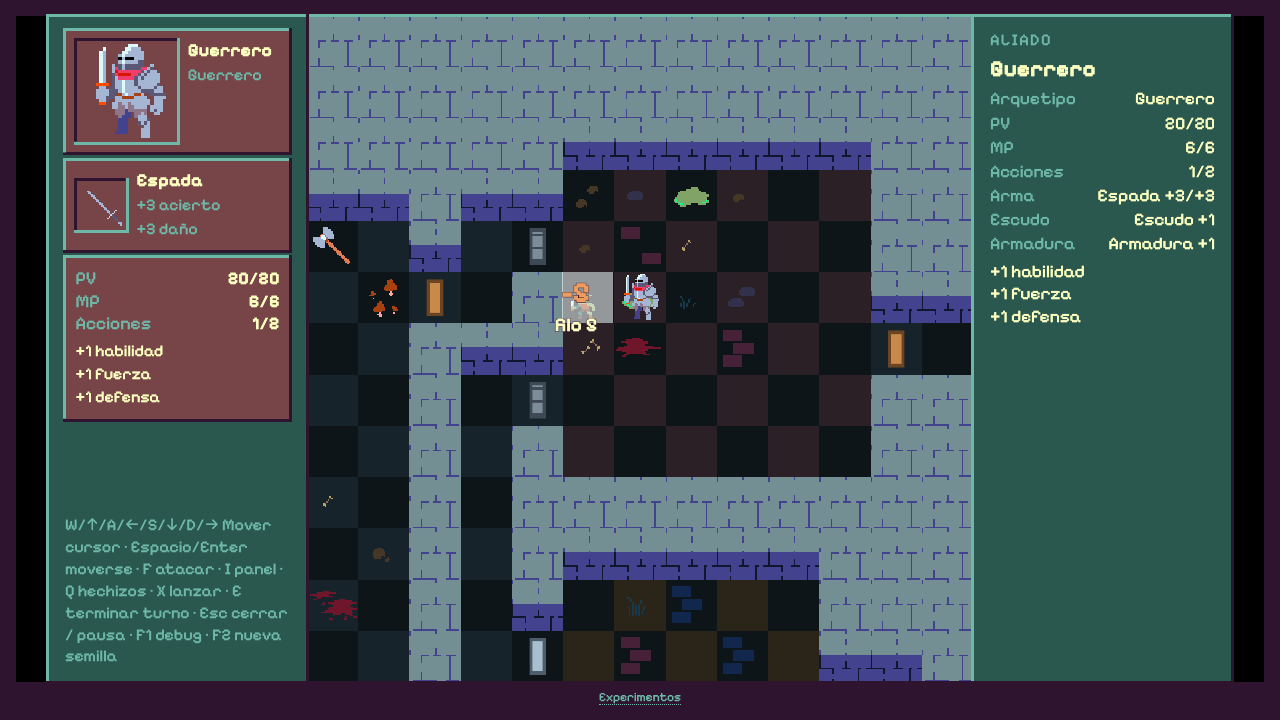 Guerrero
Guerrero
Espada
+3 acierto
+3 daño
PV 20/20
MP 6/6
Acciones 1/2
+1 habilidad
+1 fuerza
+1 defensa
W/↑/A/←/S/↓/D/→ Mover
cursor · Espacio/Enter
moverse · F atacar · I panel ·
Q hechizos · X lanzar · E
terminar turno · Esc cerrar
/ pausa · F1 debug · F2 nueva
semilla
S
Alo S
ALIADO
Guerrero
Arquetipo Guerrero
PV 20/20
MP 6/6
Acciones 1/2
Arma Espada +3/+3
Escudo Escudo +1
Armadura Armadura +1
+1 habilidad
+1 fuerza
+1 defensa
Experimentos